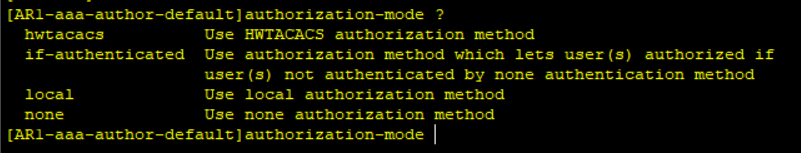 [AR1-aaa-author-default]authorization-mode ?
hwtacacs Use HWTACACS authorization method
if-authenticated Use authorization method which lets user(s) authorized if
user(s) not authenticated by none authentication method
local Use local authorization method
none Use none authorization method
[AR1-aaa-author-default]authorization-mode